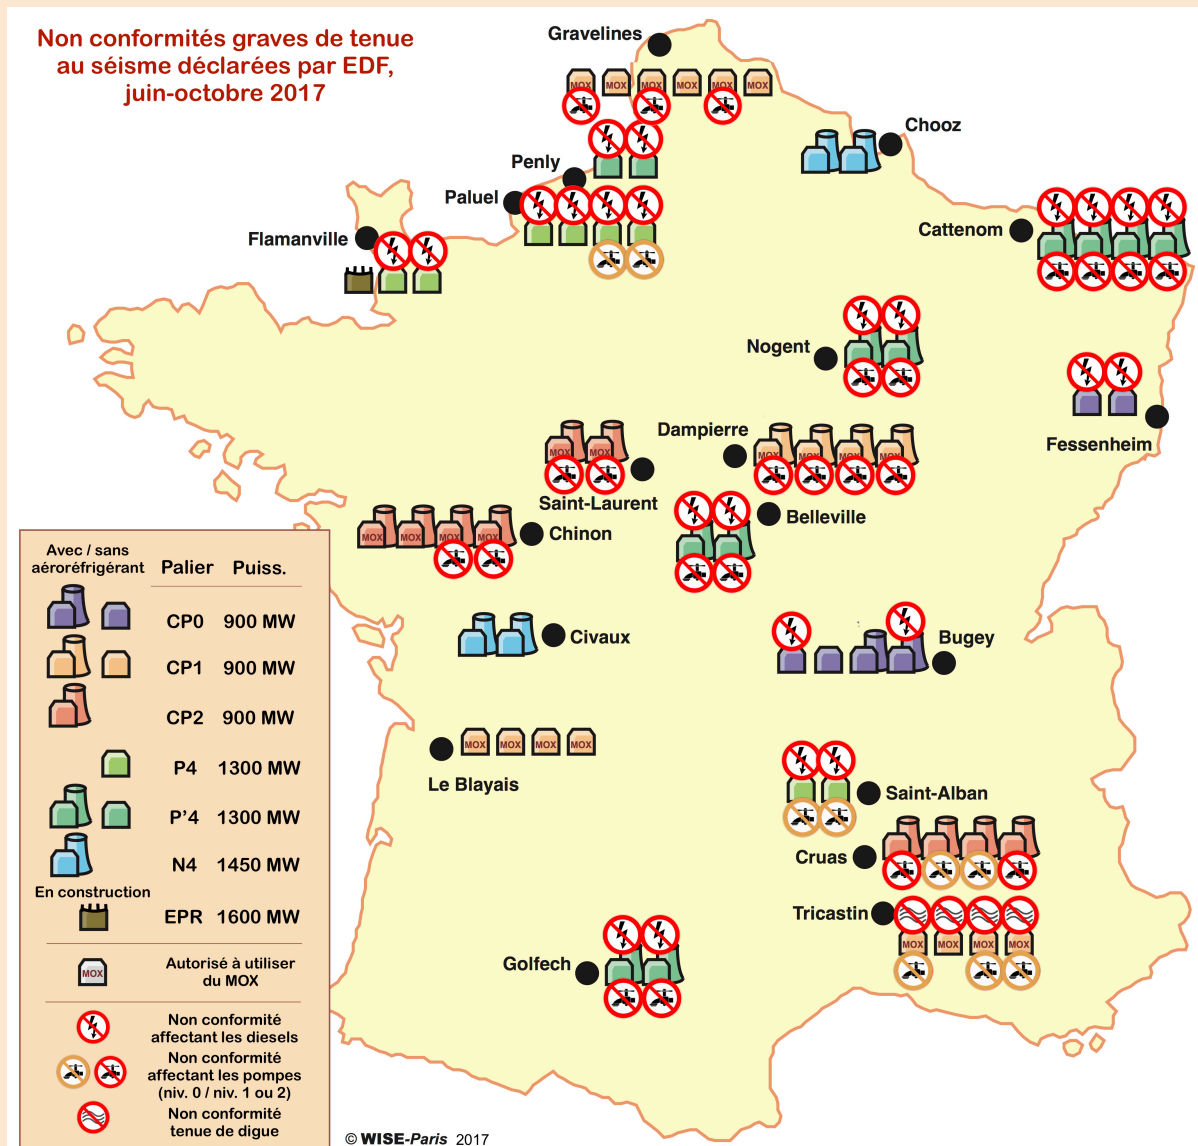 Non conformités graves de tenue
au séisme déclarées par EDF,
juin-octobre 2017
Gravelines
MOX MOX MOX MOX MOX MOX
Chooz
Penly
Paluel
Cattenom
Flamanville
Nogent
Fessenheim
Dampierre
MOX MOX MOX MOX
MOX MOX
Saint-Laurent
Belleville
Chinon
MOX MOX MOX MOX
Civaux
Bugey
MOX MOX MOX MOX
Le Blayais
Saint-Alban
Cruas
Tricastin
MOX MOX MOX MOX
Golfech
Avec / sans
aéroréfrigérant
Palier Puiss.
CP0 900 MW
CP1 900 MW
CP2 900 MW
P4 1300 MW
P'4 1300 MW
N4 1450 MW
En construction
EPR 1600 MW
MOX
Autorisé à utiliser
du MOX
Non conformité
affectant les diesels
Non conformité
affectant les pompes
(niv. 0 / niv. 1 ou 2)
Non conformité
tenue de digue
© WISE-Paris 2017